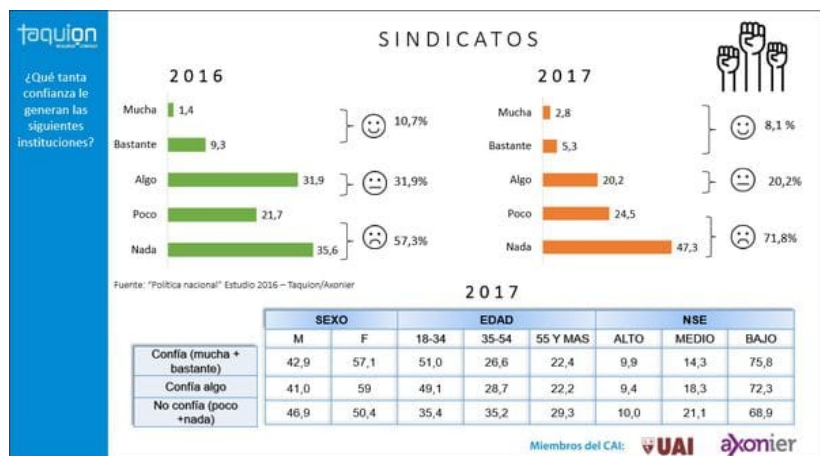 taquion
¿Qué tanta
confianza le
generan las
siguientes
instituciones?
SINDICATOS
2016
Mucha 1,4
Bastante 9,3
10,7%
Algo 31,9
31,9%
Poco 21,7
Nada 35,6
57,3%
2017
Mucha 2,8
Bastante 5,3
8,1 %
Algo 20,2
20,2%
Poco 24,5
Nada 47,3
71,8%
Fuente: "Política nacional" Estudio 2016 – Taquion/Axonier
2017
SEXO EDAD NSE
M F 18-34 35-54 55 Y MAS ALTO MEDIO BAJO
Confía (mucha +
bastante) 42,9 57,1 51,0 26,6 22,4 9,9 14,3 75,8
Confía algo 41,0 59 49,1 28,7 22,2 9,4 18,3 72,3
No confía (poco
+nada) 46,9 50,4 35,4 35,2 29,3 10,0 21,1 68,9
Miembros del CAI: UAI axonier